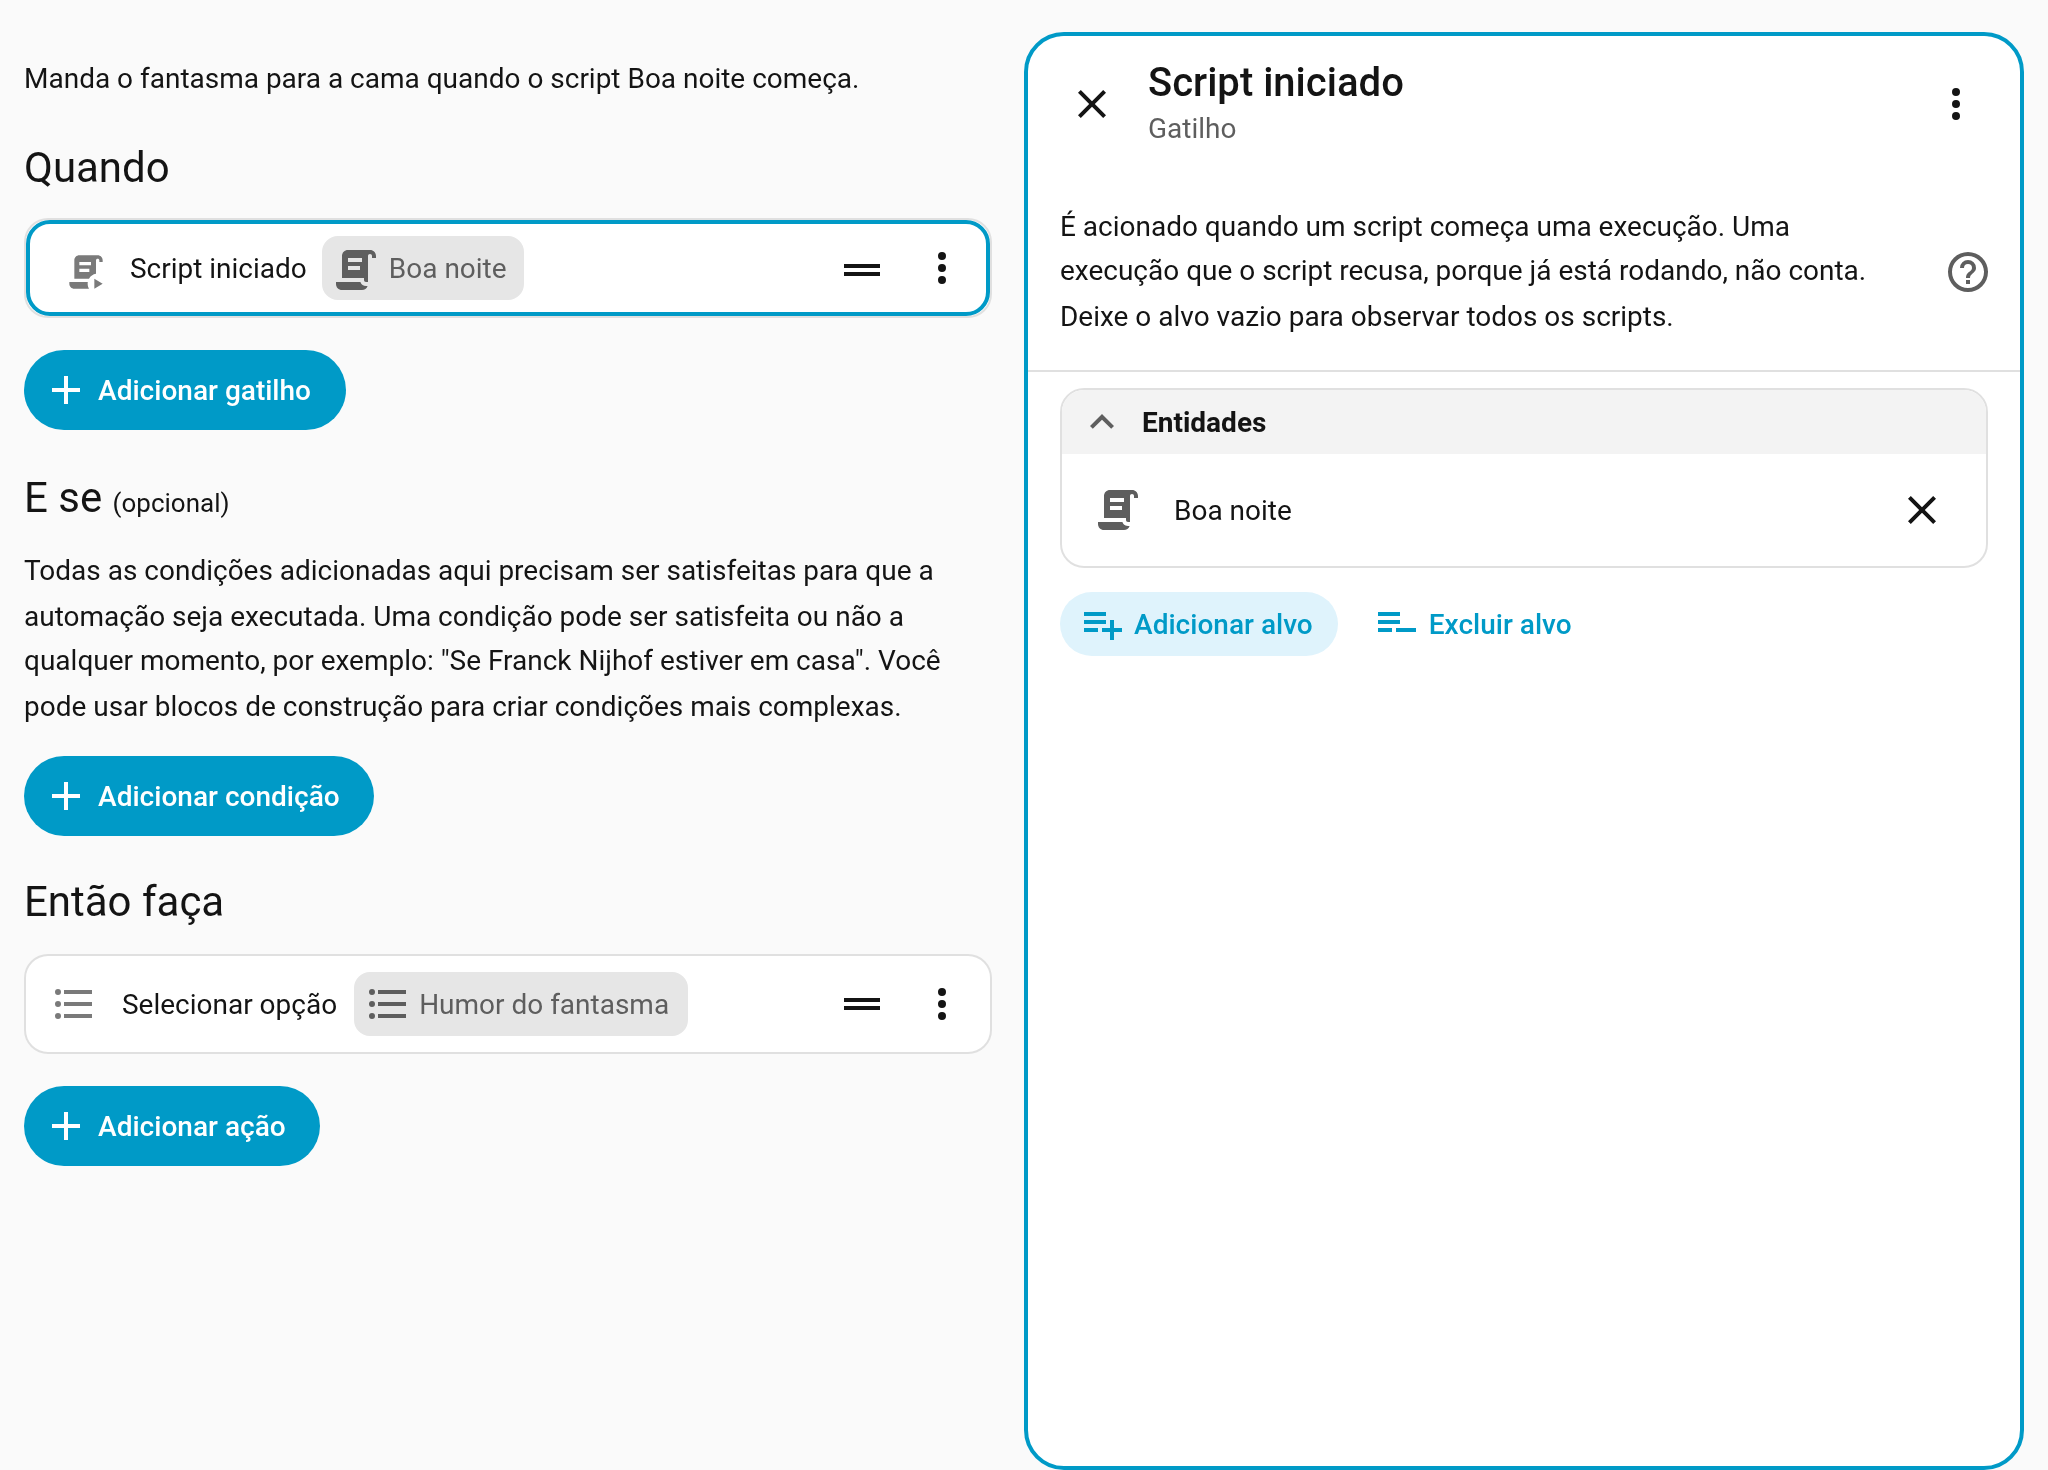 Manda o fantasma para a cama quando o script Boa noite começa.
Quando
Script iniciado Boa noite
Adicionar gatilho
E se (opcional)
Todas as condições adicionadas aqui precisam ser satisfeitas para que a
automação seja executada. Uma condição pode ser satisfeita ou não a
qualquer momento, por exemplo: "Se Franck Nijhof estiver em casa". Você
pode usar blocos de construção para criar condições mais complexas.
Adicionar condição
Então faça
Selecionar opção Humor do fantasma
Adicionar ação
Script iniciado
Gatilho
É acionado quando um script começa uma execução. Uma
execução que o script recusa, porque já está rodando, não conta.
Deixe o alvo vazio para observar todos os scripts.
Entidades
Boa noite
Adicionar alvo Excluir alvo